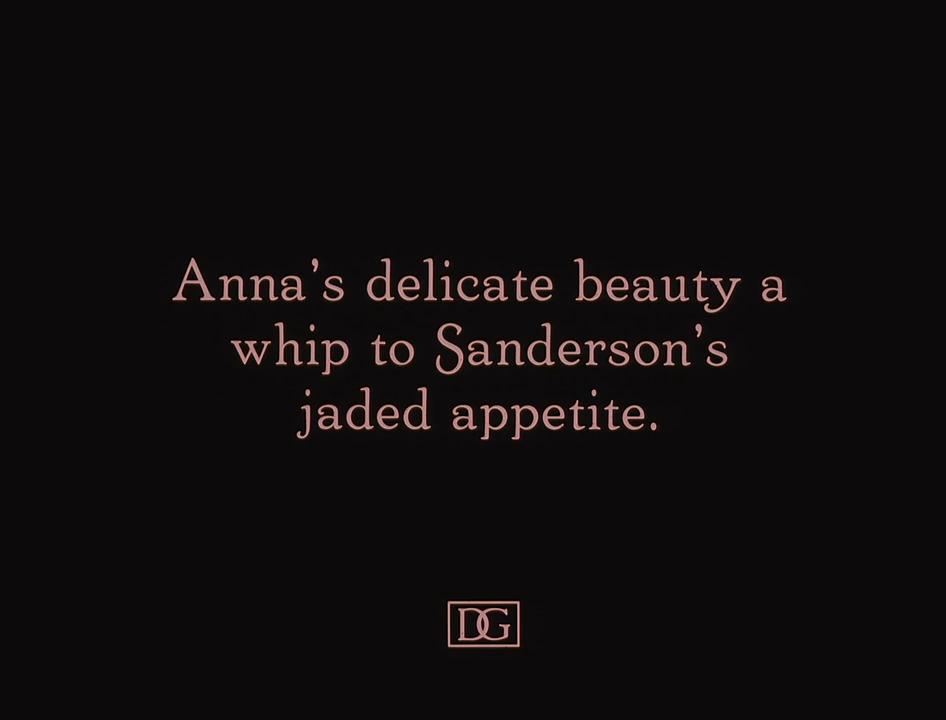 Anna’s delicate beauty a
whip to Sanderson’s
jaded appetite.
DG